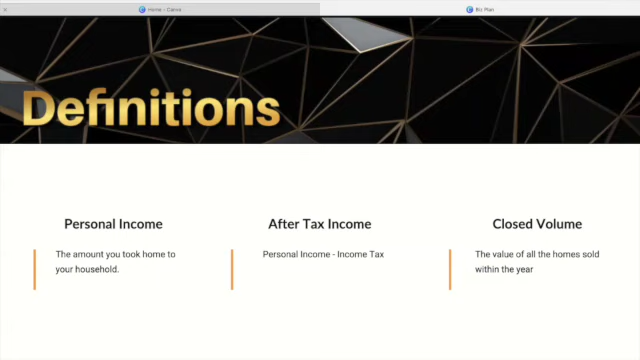 Home - Canva
Biz Plan
Definitions
Personal Income
The amount you took home to
your household.
After Tax Income
Personal Income - Income Tax
Closed Volume
The value of all the homes sold
within the year